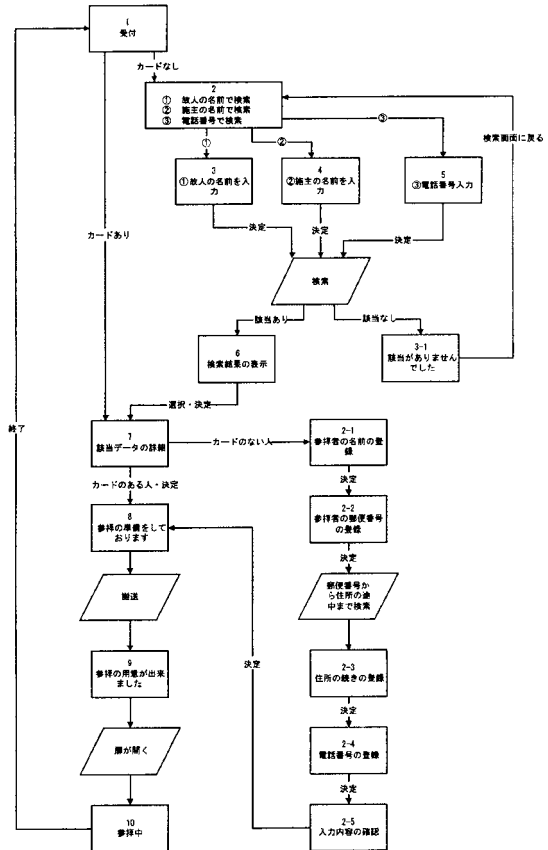 1
受付
カードなし
2
① 故人の名前で検索
② 施主の名前で検索
③ 電話番号で検索
③
検索画面に戻る
①
②
3
①故人の名前を入
力
4
②施主の名前を入
力
5
③電話番号入力
カードあり
決定
決定
決定
検索
該当あり
該当なし
6
検索結果の表示
3-1
該当がありません
でした
選択・決定
終了
7
該当データの詳細
カードのない人
2-1
参拝者の名前の登
録
カードのある人・決定
決定
8
参拝の準備をして
おります
2-2
参拝者の郵便番号
の登録
決定
搬送
郵便番号か
ら住所の途
中まで検索
決定
9
参拝の用意が出来
ました
2-3
住所の続きの登録
決定
扉が開く
2-4
電話番号の登録
決定
10
参拝中
2-5
入力内容の確認